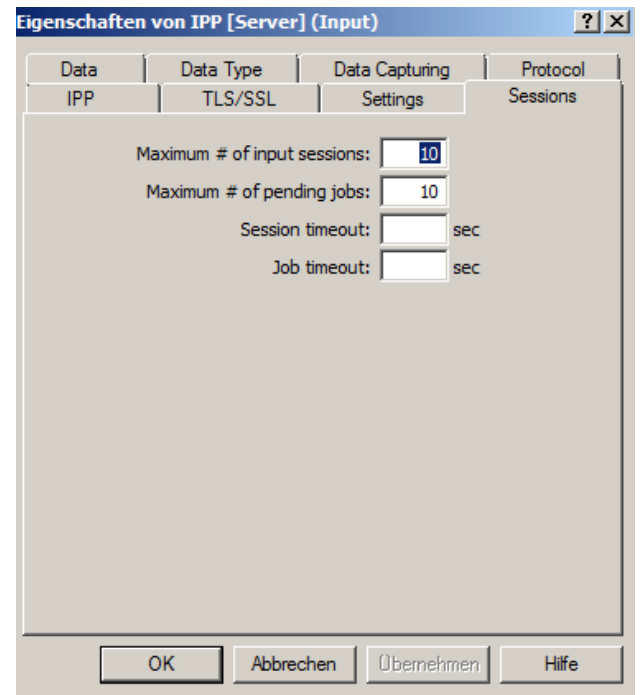 Eigenschaften von IPP [Server] (Input)
Data Data Type Data Capturing Protocol
IPP TLS/SSL Settings Sessions
Maximum # of input sessions: 10
Maximum # of pending jobs: 10
Session timeout: sec
Job timeout: sec
OK Abbrechen Übernehmen Hilfe